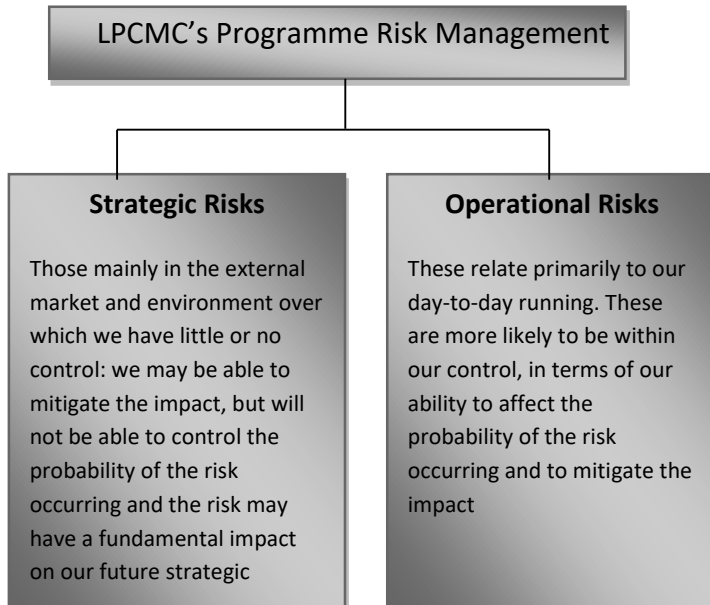 LPCMC’s Programme Risk Management
Strategic Risks
Those mainly in the external
market and environment over
which we have little or no
control: we may be able to
mitigate the impact, but will
not be able to control the
probability of the risk
occurring and the risk may
have a fundamental impact
on our future strategic
Operational Risks
These relate primarily to our
day-to-day running. These
are more likely to be within
our control, in terms of our
ability to affect the
probability of the risk
occurring and to mitigate the
impact